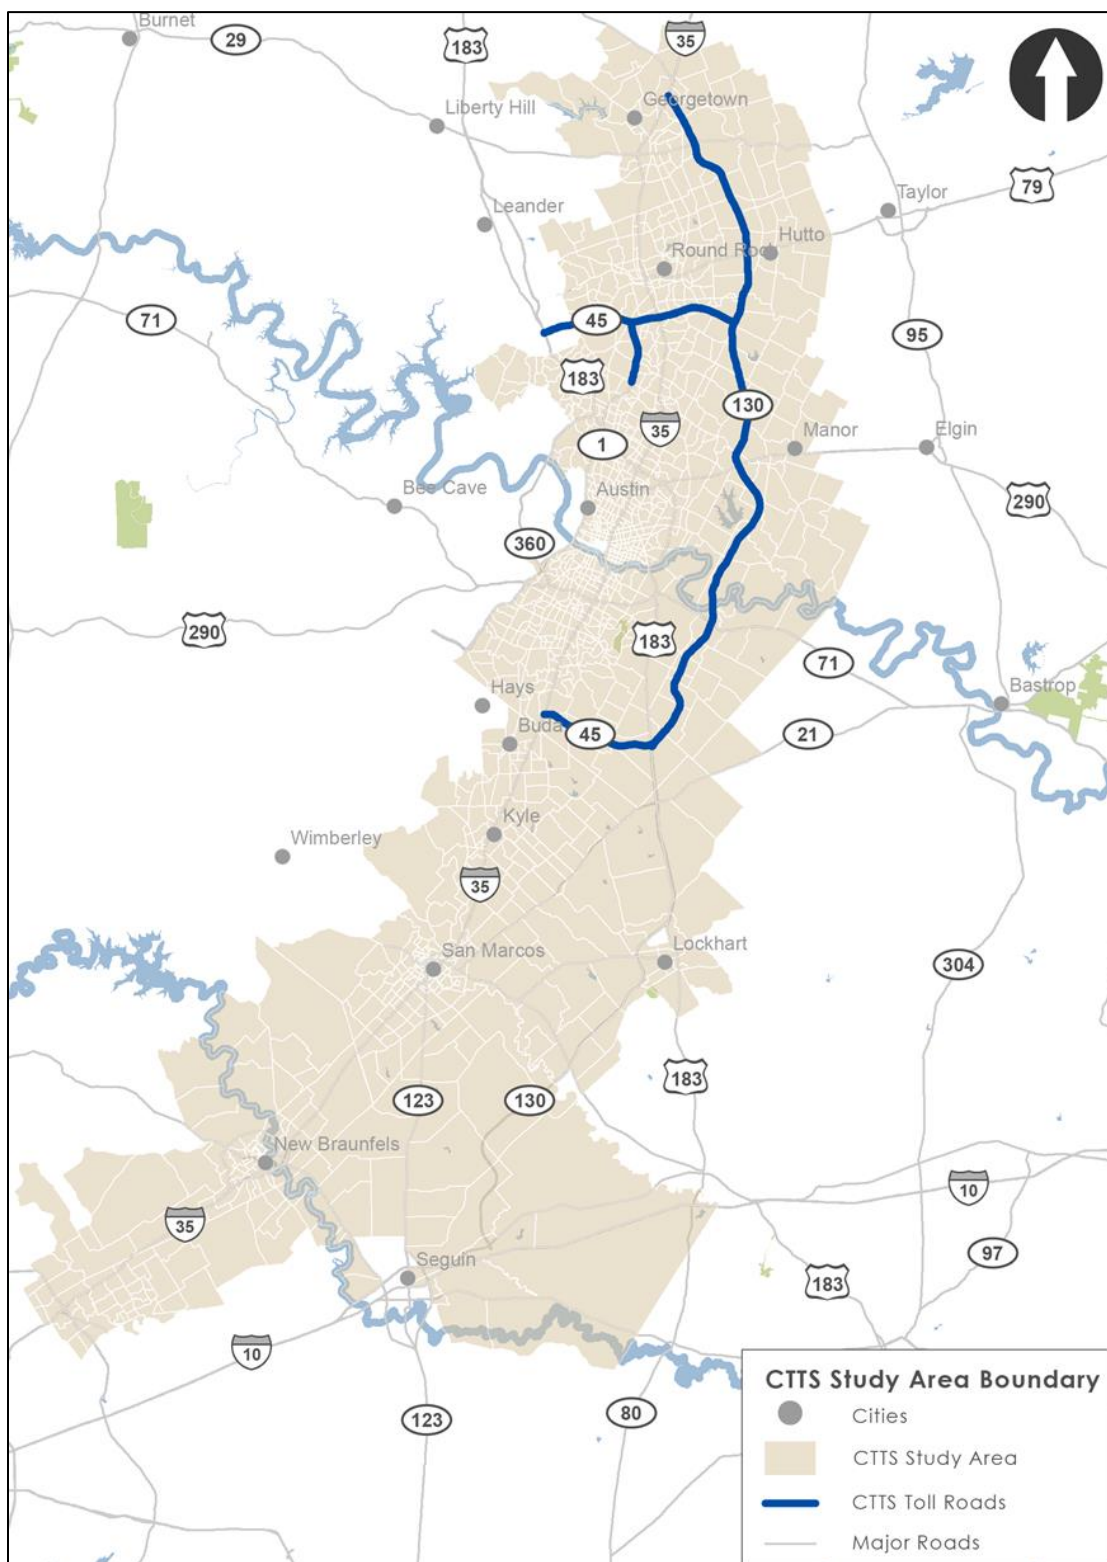 Burnet
29
183
35
Georgetown
Liberty Hill
79
Taylor
Leander
Hutto
Round Rock
71
45
95
183
130
35
1
Manor
Elgin
Bee Cave
Austin
290
360
290
183
71
Bastrop
Hays
Buda
45
21
Kyle
Wimberley
35
San Marcos
Lockhart
304
183
123
130
New Braunfels
10
35
97
Seguin
183
10
123
80
CTTS Study Area Boundary
Cities
CTTS Study Area
CTTS Toll Roads
Major Roads